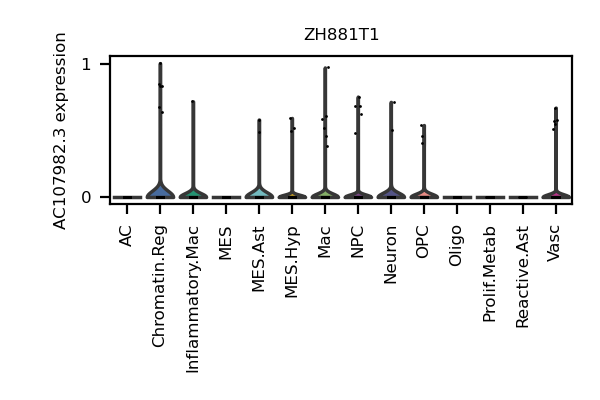 ZH881T1
AC107982.3 expression
1
0
AC
Chromatin.Reg
Inflammatory.Mac
MES
MES.Ast
MES.Hyp
Mac
NPC
Neuron
OPC
Oligo
Prolif.Metab
Reactive.Ast
Vasc